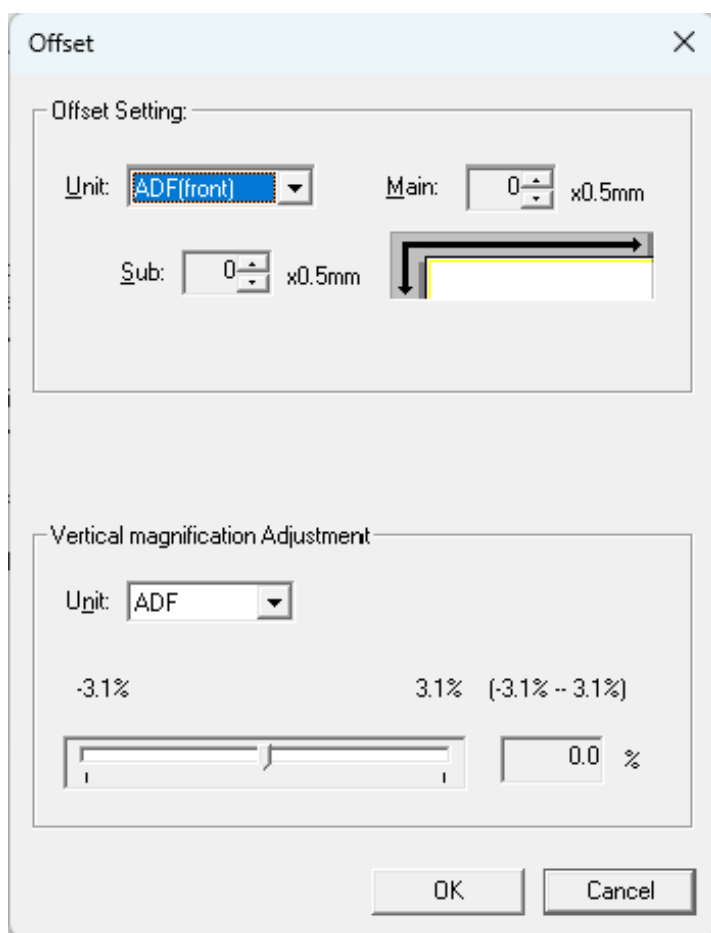 Offset
Offset Setting:
Unit: ADF(front) Main: 0 x0.5mm
Sub: 0 x0.5mm
Vertical magnification Adjustment
Unit: ADF
-3.1% 3.1% (-3.1% -- 3.1%)
0.0 %
OK Cancel